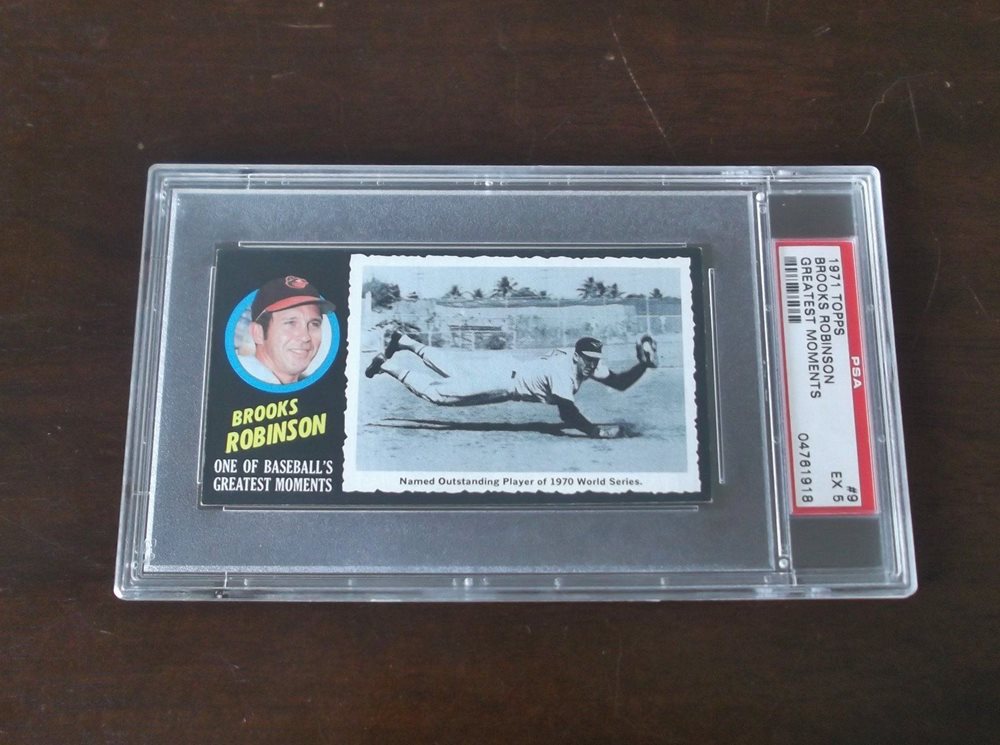 BROOKS
ROBINSON
ONE OF BASEBALL'S
GREATEST MOMENTS
Named Outstanding Player of 1970 World Series.
PSA
1971 TOPPS #9
BROOKS ROBINSON EX 5
GREATEST MOMENTS 04761918